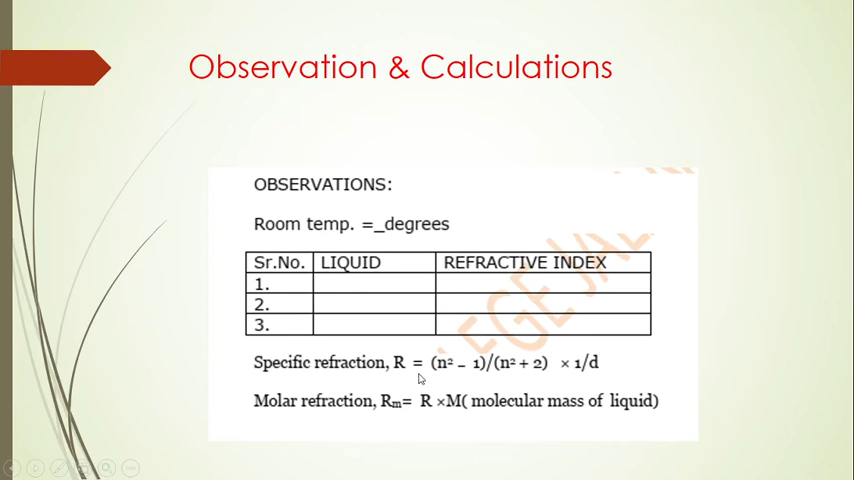 Observation & Calculations
OBSERVATIONS:
Room temp. =_degrees
Sr.No. LIQUID REFRACTIVE INDEX
1.
2.
3.
Specific refraction, R = (n² – 1)/(n² + 2) × 1/d
Molar refraction, Rₘ= R ×M( molecular mass of liquid)